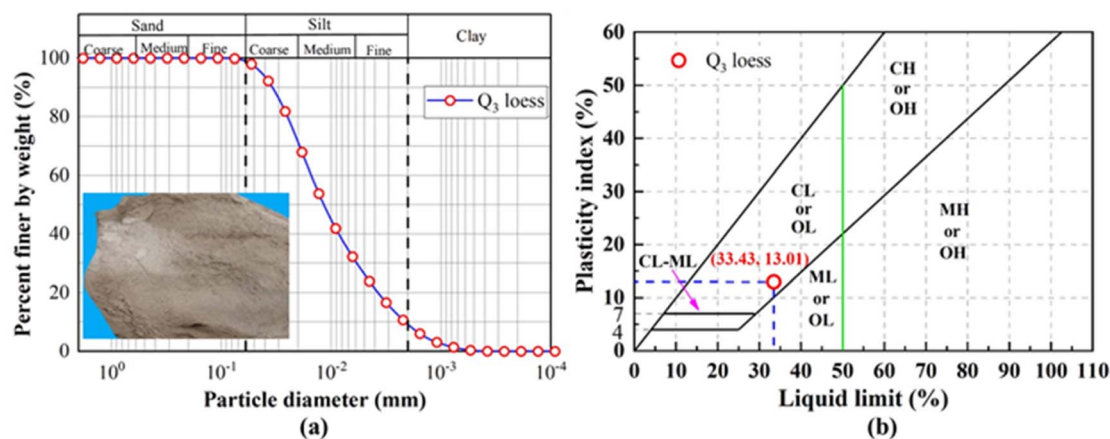 Sand Silt Clay
Coarse Medium Fine Coarse Medium Fine
100
80
60
40
20
0
Percent finer by weight (%)
Q3 loess
10^0 10^-1 10^-2 10^-3 10^-4
Particle diameter (mm)
(a)
60
50
40
30
20
10
7
4
0
Plasticity index (%)
Q3 loess
CH
or
OH
CL
or
OL
MH
or
OH
CL-ML
(33.43, 13.01)
ML
or
OL
0 10 20 30 40 50 60 70 80 90 100 110
Liquid limit (%)
(b)